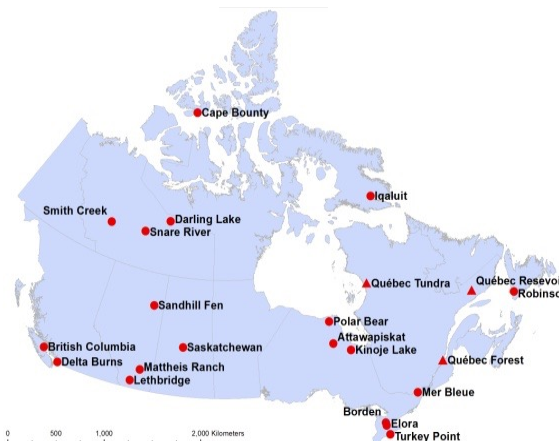 Cape Bounty
Iqaluit
Smith Creek
Darling Lake
Snare River
Québec Tundra
Québec Resevoi
Robinso
Sandhill Fen
Polar Bear
Attawapiskat
Kinoje Lake
British Columbia
Saskatchewan
Delta Burns
Mattheis Ranch
Lethbridge
Québec Forest
Mer Bleue
Borden
Elora
Turkey Point
0 500 1,000 2,000 Kilometers